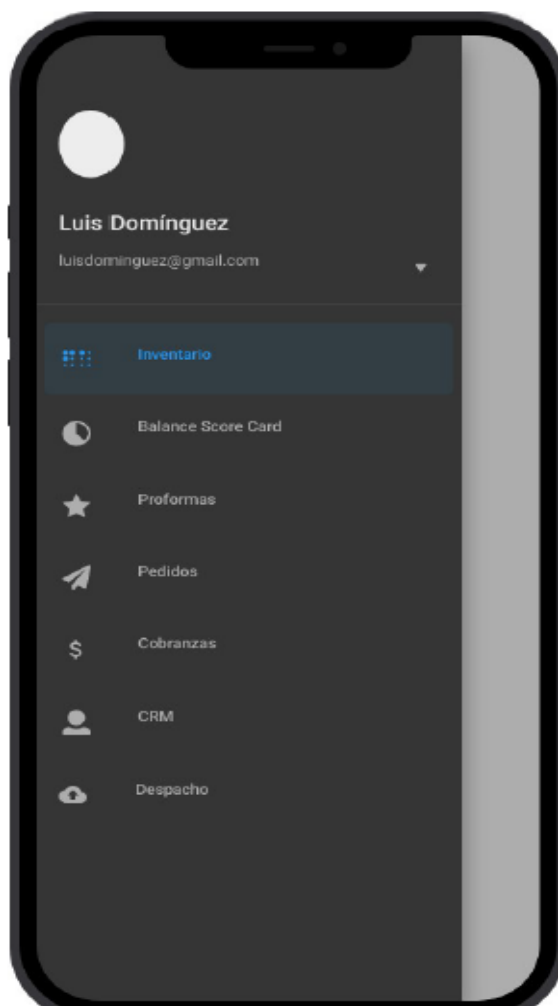 Luis Domínguez
luisdominguez@gmail.com
Inventario
Balance Score Card
Proformas
Pedidos
$ Cobranzas
CRM
Despacho